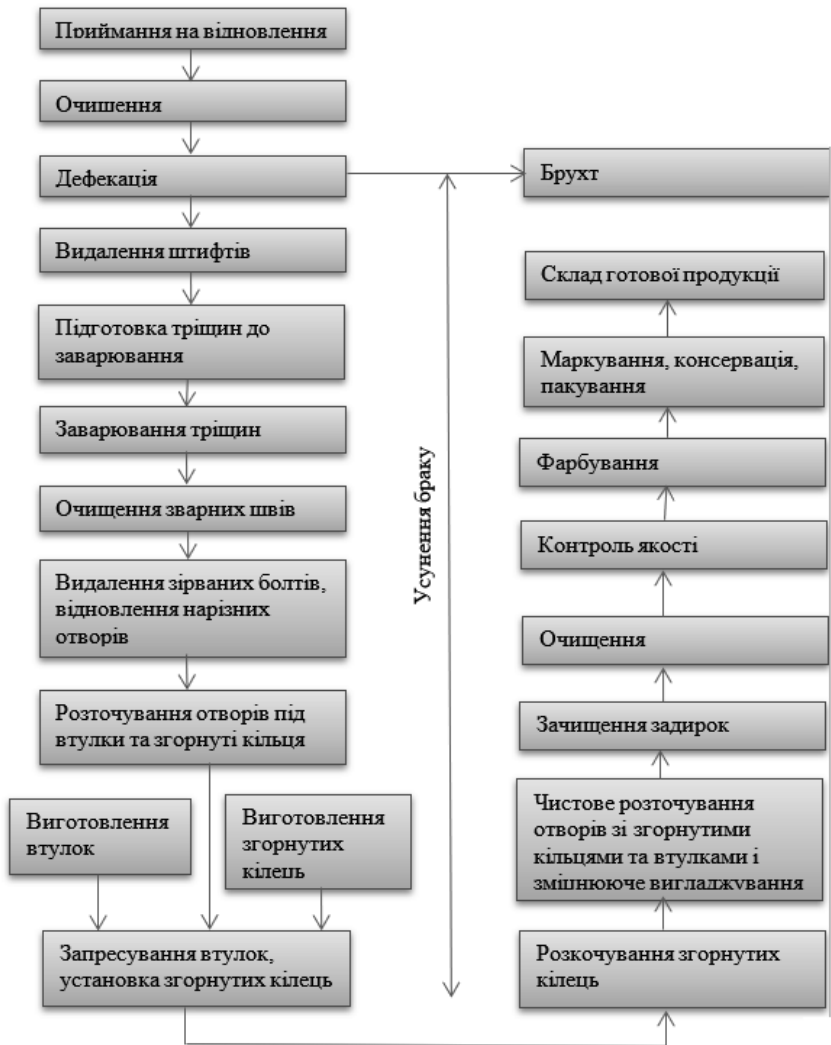 Приймання на відновлення
Очишення
Дефекація
Видалення штифтів
Підготовка тріщин до
заварювання
Заварювання тріщин
Очищення зварних швів
Видалення зірваних болтів,
відновлення нарізних
отворів
Розточування отворів під
втулки та згорнуті кільця
Виготовлення
втулок
Виготовлення
згорнутих
кілець
Запресування втулок,
установка згорнутих кілець
Усунення браку
Брухт
Склад готової продукції
Маркування, консервація,
пакування
Фарбування
Контроль якості
Очищення
Зачищення задирок
Чистове розточування
отворів зі згорнутими
кільцями та втулками і
зміцнююче вигладжування
Розкочування згорнутих
кілець